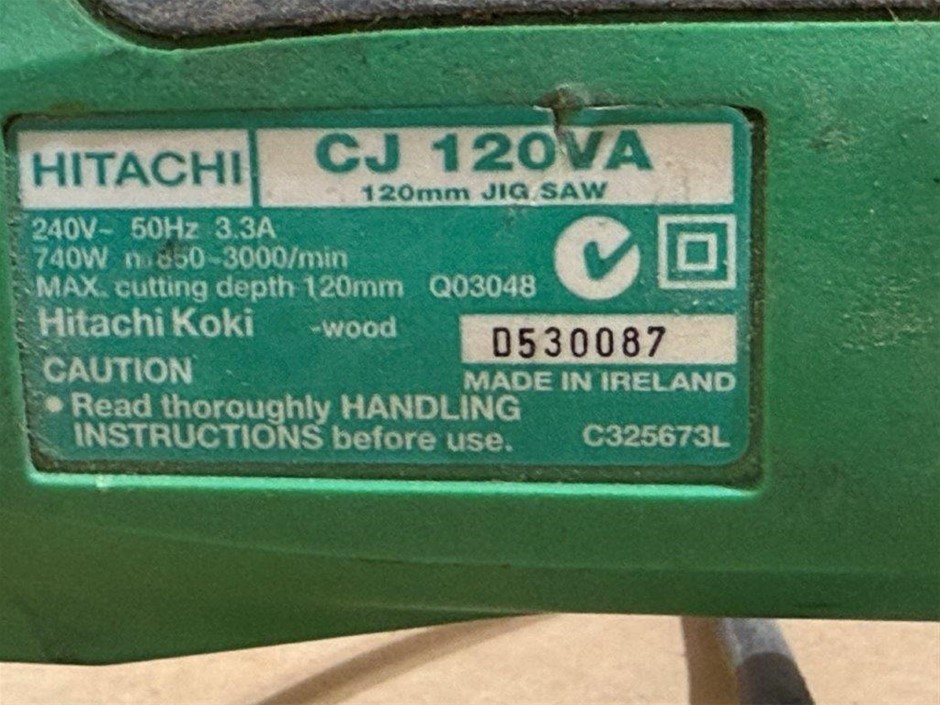 HITACHI
CJ 120VA
120mm JIG SAW
240V~ 50Hz 3.3A
740W n₀ 850-3000/min
MAX. cutting depth 120mm Q03048
Hitachi Koki -wood
D530087
CAUTION
MADE IN IRELAND
• Read thoroughly HANDLING
INSTRUCTIONS before use.
C325673L